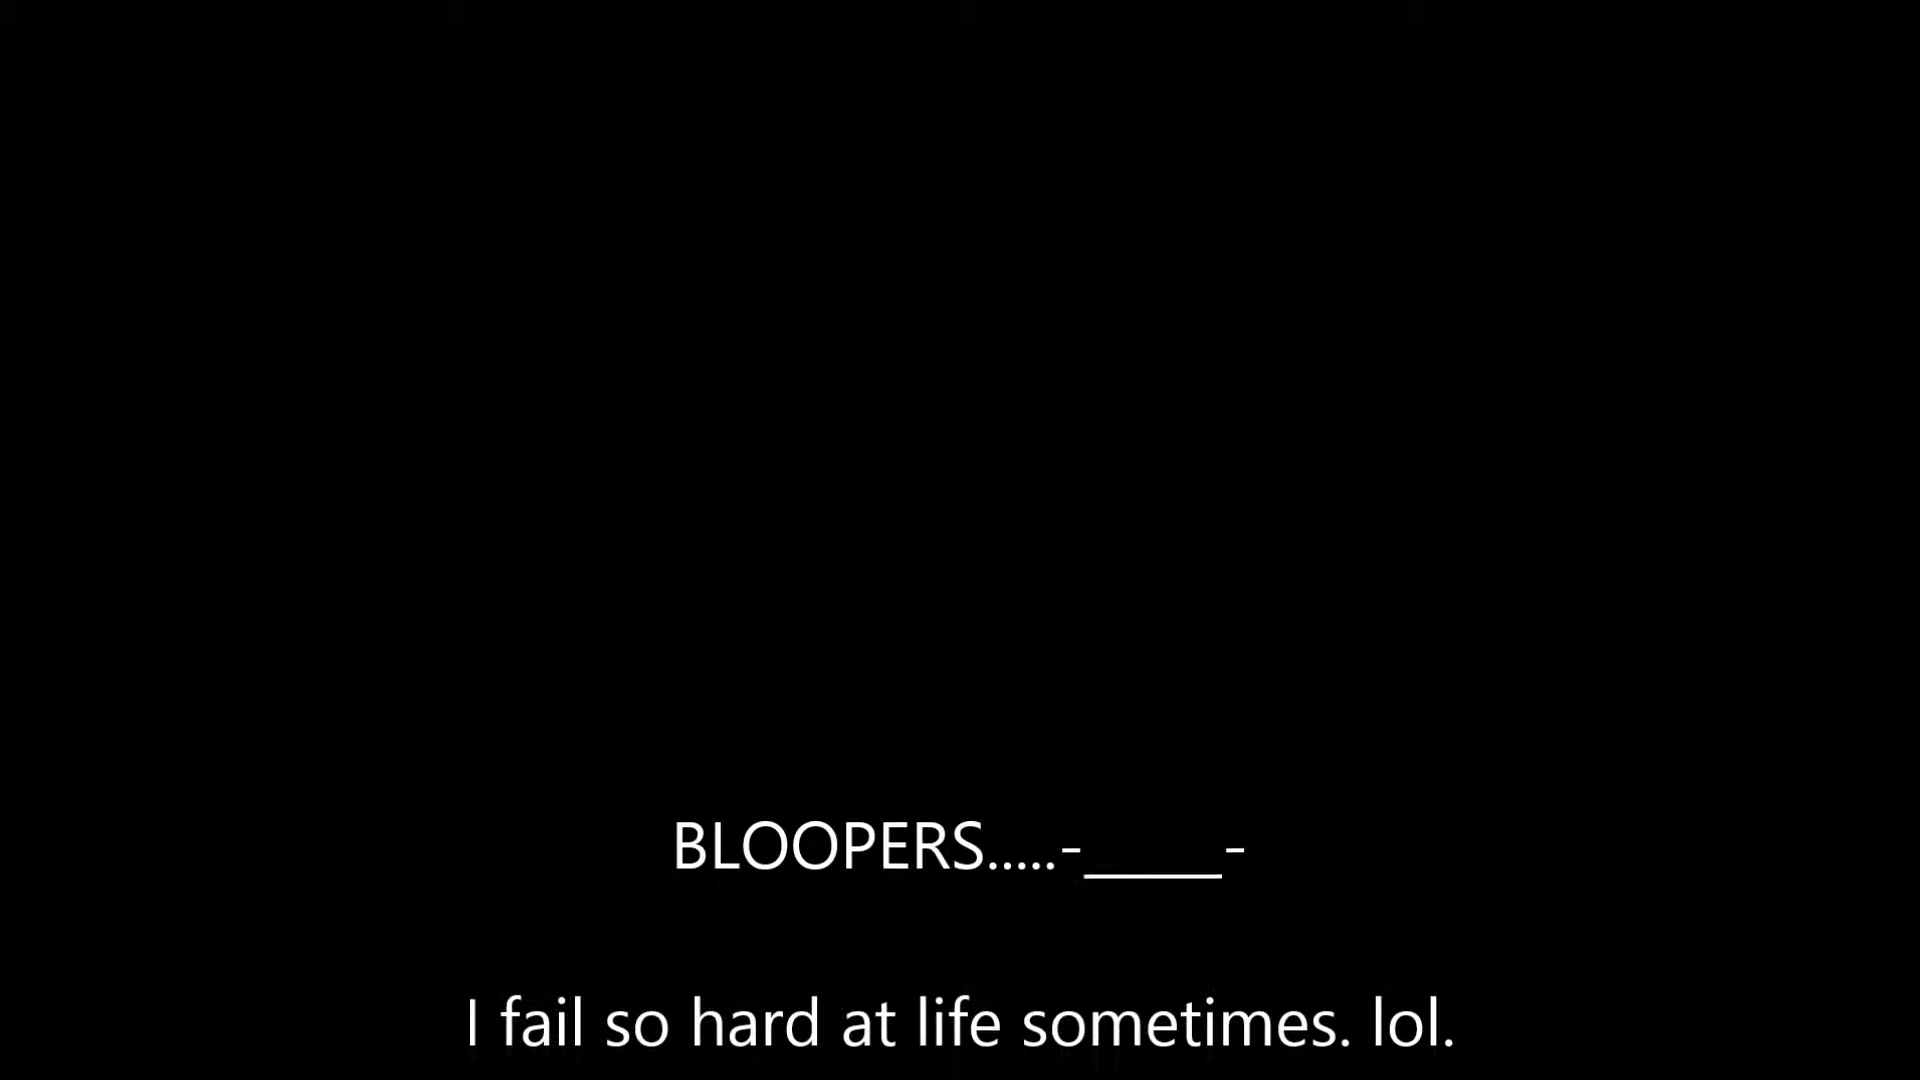 BLOOPERS.....-_____-
I fail so hard at life sometimes. lol.